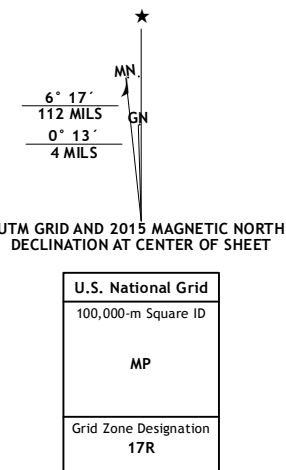 ★
MN
GN
6° 17´
112 MILS
0° 13´
4 MILS
UTM GRID AND 2015 MAGNETIC NORTH
DECLINATION AT CENTER OF SHEET
U.S. National Grid
100,000-m Square ID
MP
Grid Zone Designation
17R